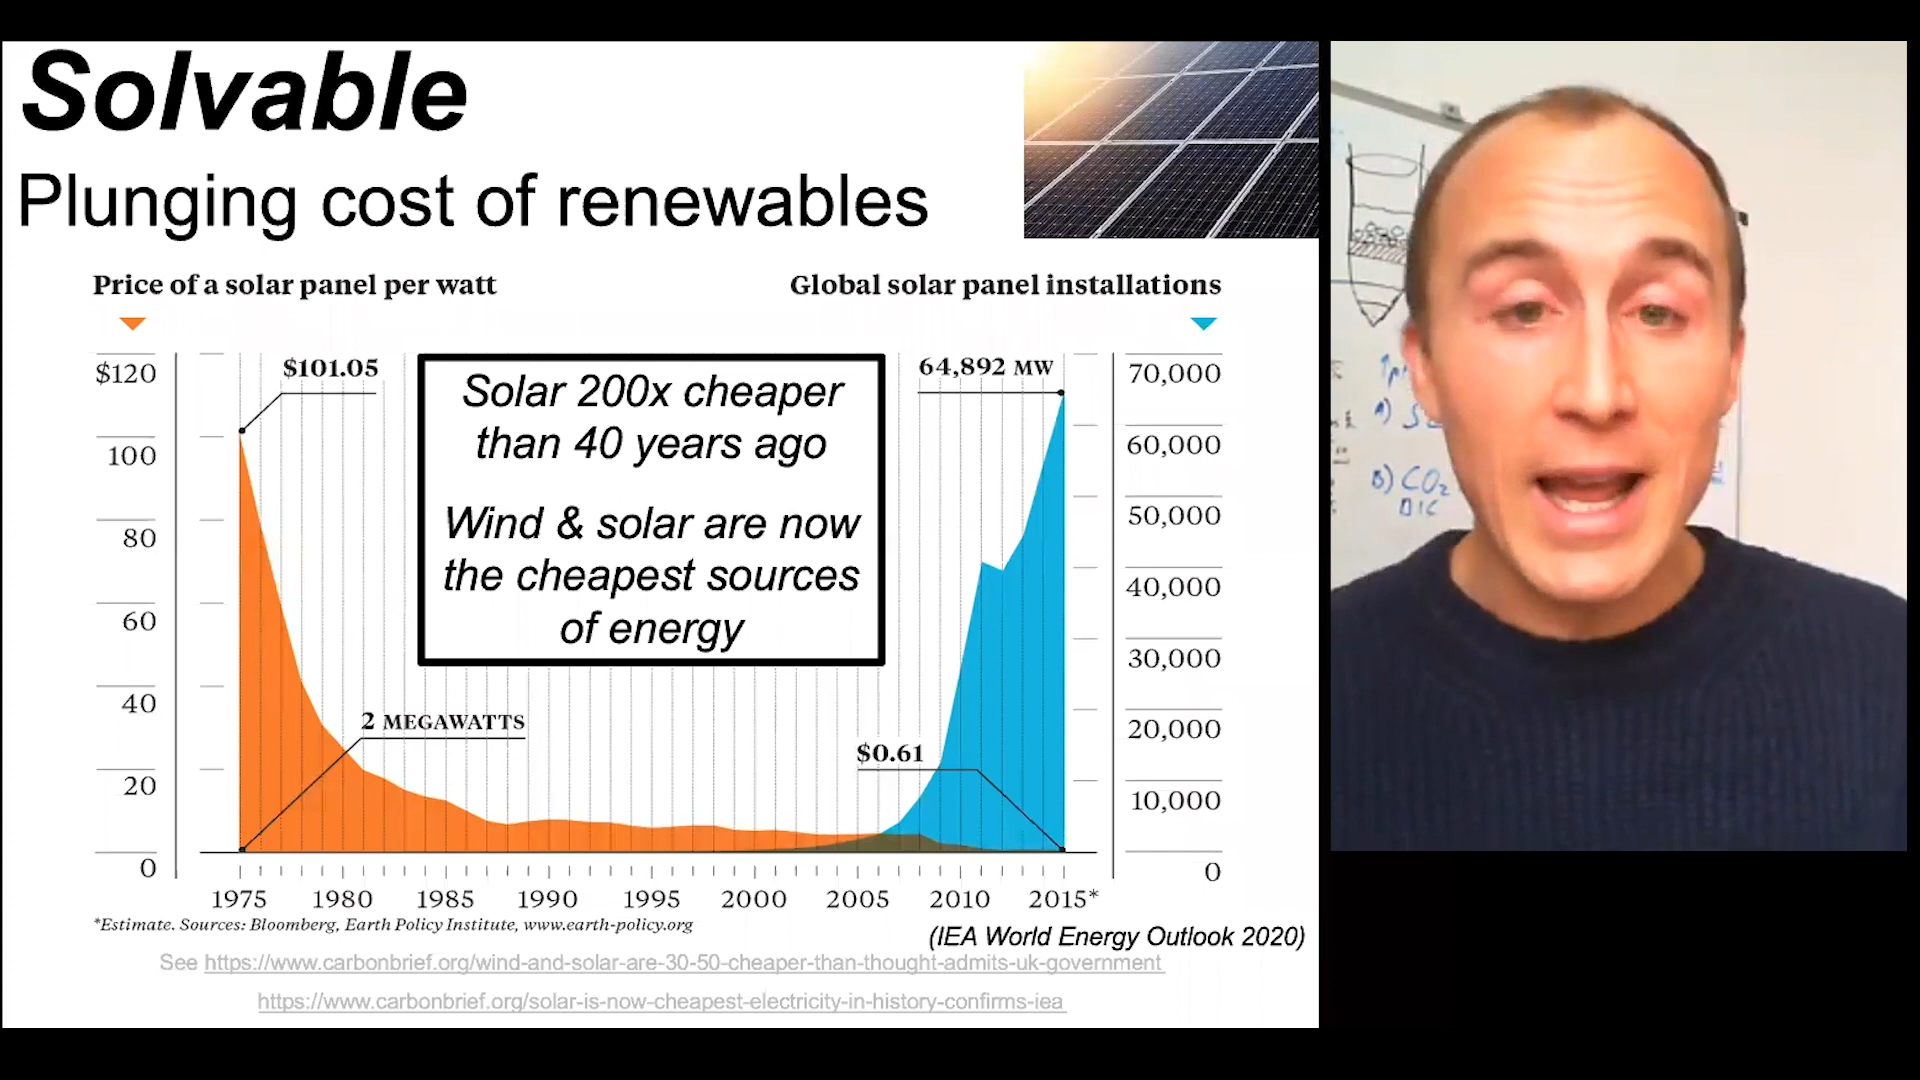 Solvable
Plunging cost of renewables
Price of a solar panel per watt
Global solar panel installations
$120
100
80
60
40
20
0
$101.05
2 MEGAWATTS
Solar 200x cheaper
than 40 years ago
Wind & solar are now
the cheapest sources
of energy
64,892 MW
$0.61
70,000
60,000
50,000
40,000
30,000
20,000
10,000
0
1975 1980 1985 1990 1995 2000 2005 2010 2015*
*Estimate. Sources: Bloomberg, Earth Policy Institute, www.earth-policy.org
(IEA World Energy Outlook 2020)
See https://www.carbonbrief.org/wind-and-solar-are-30-50-cheaper-than-thought-admits-uk-government
https://www.carbonbrief.org/solar-is-now-cheapest-electricity-in-history-confirms-iea
A)
B) CO₂
DIC